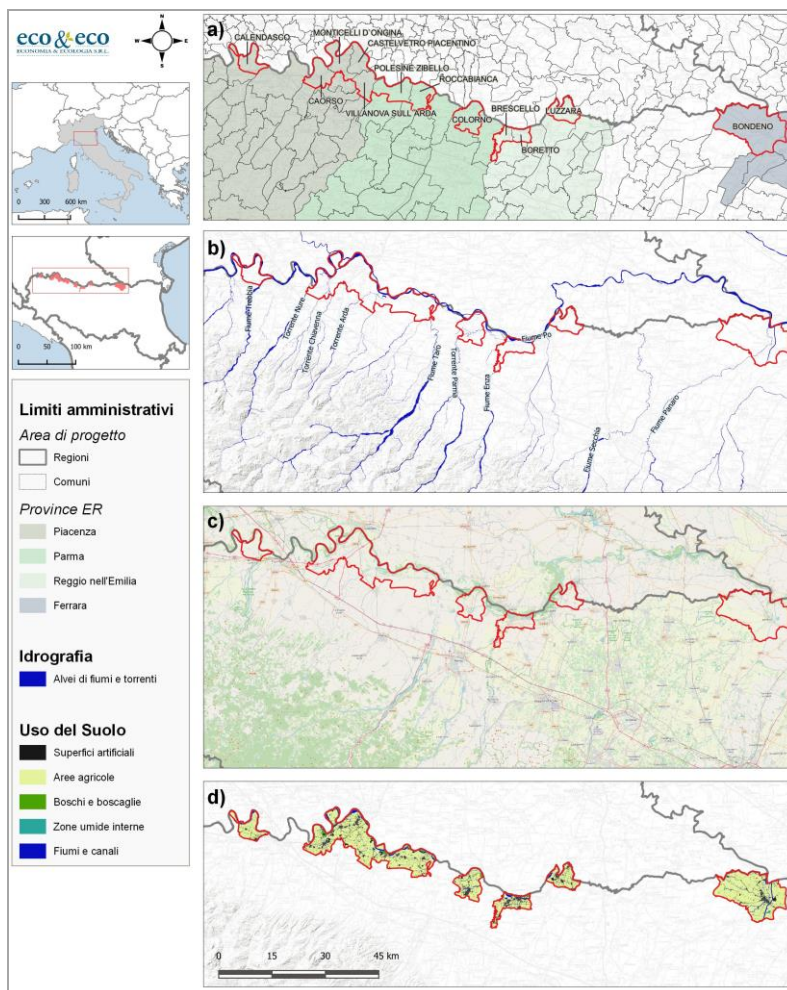 eco & eco
ECONOMIA & ECOLOGIA S.R.L.
N
W
E
S
0 300 600 km
0 50 100 km
Limiti amministrativi
Area di progetto
Regioni
Comuni
Province ER
Piacenza
Parma
Reggio nell'Emilia
Ferrara
Idrografia
Alvei di fiumi e torrenti
Uso del Suolo
Superfici artificiali
Aree agricole
Boschi e boscaglie
Zone umide interne
Fiumi e canali
a)
CALENDASCO
MONTICELLI D'ONGINA
CASTELVETRO PIACENTINO
POLESINE ZIBELLO
ROCCABIANCA
CAORSO
VILLANOVA SULL'ARDA
COLORNO
BRESCELLO
LUZZARA
BORETTO
BONDENO
b)
Fiume Trebbia
Torrente Nure
Torrente Chiavenna
Torrente Arda
Fiume Taro
Torrente Parma
Fiume Enza
Fiume Po
Fiume Secchia
Fiume Panaro
c)
d)
0 15 30 45 km